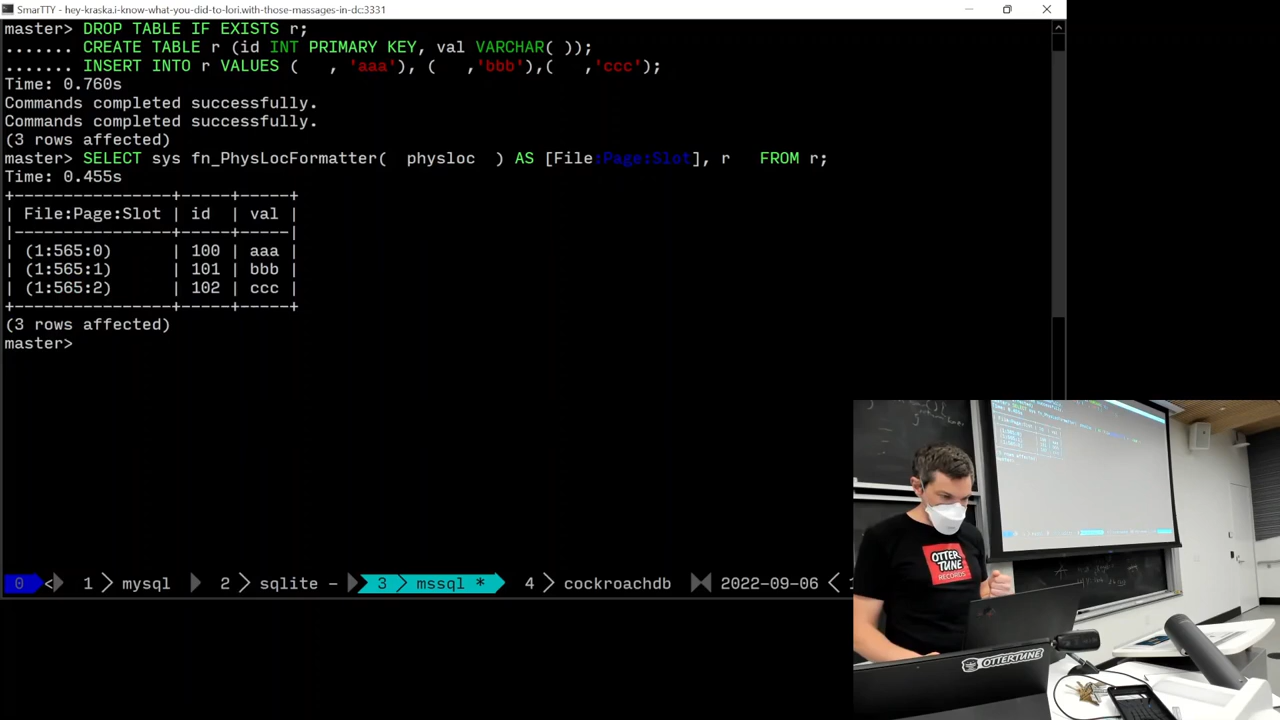 SmarTTY - hey-kraska.i-know-what-you-did-to-lori.with-those-massages-in-dc:3331
master> DROP TABLE IF EXISTS r;
....... CREATE TABLE r (id INT PRIMARY KEY, val VARCHAR( ));
....... INSERT INTO r VALUES ( , 'aaa'), ( ,'bbb'),( ,'ccc');
Time: 0.760s
Commands completed successfully.
Commands completed successfully.
(3 rows affected)
master> SELECT sys fn_PhysLocFormatter( physloc ) AS [File:Page:Slot], r FROM r;
Time: 0.455s
+----------------+-----+-----+
| File:Page:Slot | id | val |
|----------------+-----+-----|
| (1:565:0) | 100 | aaa |
| (1:565:1) | 101 | bbb |
| (1:565:2) | 102 | ccc |
+----------------+-----+-----+
(3 rows affected)
master>
0 < 1 mysql 2 sqlite - 3 mssql * 4 cockroachdb 2022-09-06
OTTER
TUNE
RECORDS
OTTERTUNE